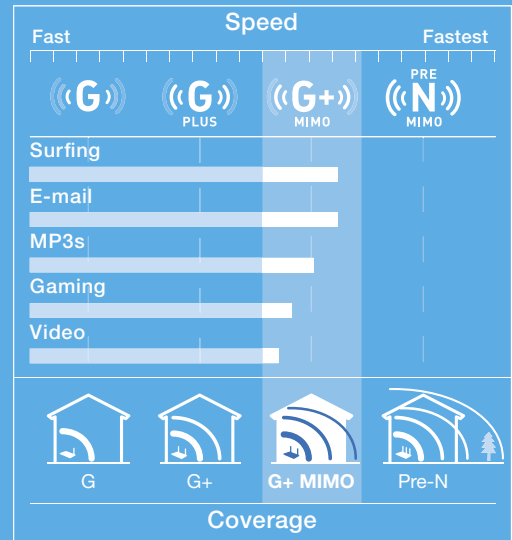 Speed
Fast Fastest
G
G PLUS
G+ MIMO
PRE N MIMO
Surfing
E-mail
MP3s
Gaming
Video
G G+ G+ MIMO Pre-N
Coverage